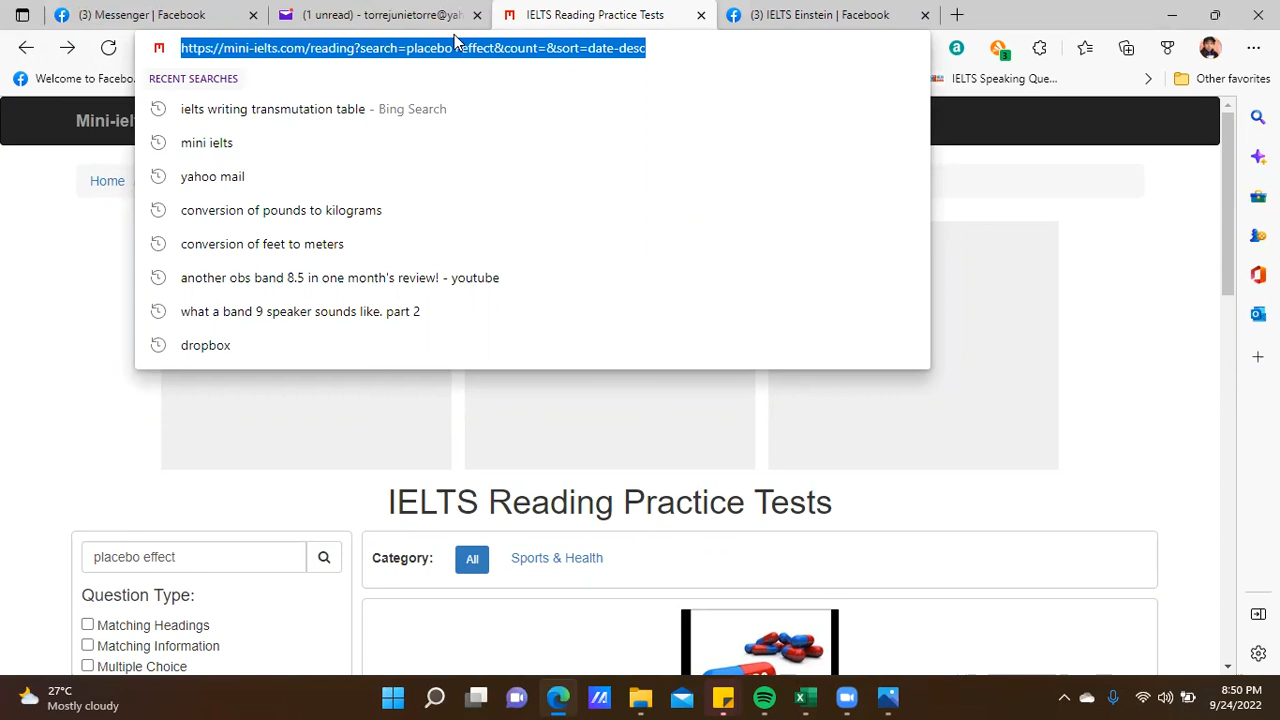 (3) Messenger | Facebook
(1 unread) - torrejunietorre@yah
IELTS Reading Practice Tests
(3) IELTS Einstein | Facebook
https://mini-ielts.com/reading?search=placebo effect&count=&sort=date-desc
3
Welcome to Facebo
IELTS Speaking Que...
Other favorites
RECENT SEARCHES
ielts writing transmutation table - Bing Search
mini ielts
yahoo mail
conversion of pounds to kilograms
conversion of feet to meters
another obs band 8.5 in one month's review! - youtube
what a band 9 speaker sounds like. part 2
dropbox
Mini-iel
Home
IELTS Reading Practice Tests
placebo effect
Category:
All
Sports & Health
Question Type:
Matching Headings
Matching Information
Multiple Choice
27°C
Mostly cloudy
8:50 PM
9/24/2022